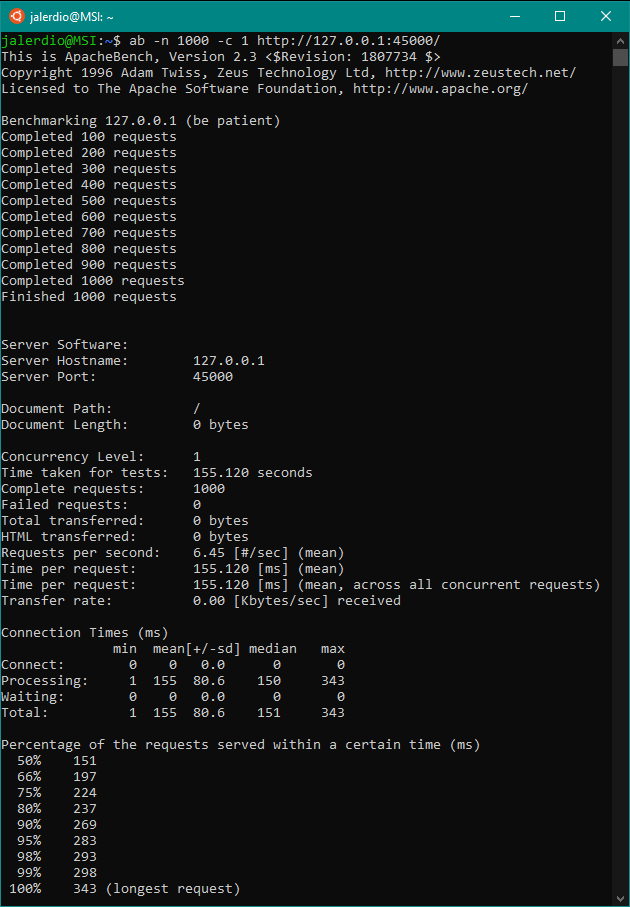 jalerdio@MSI: ~
jalerdio@MSI:~$ ab -n 1000 -c 1 http://127.0.0.1:45000/
This is ApacheBench, Version 2.3 <$Revision: 1807734 $>
Copyright 1996 Adam Twiss, Zeus Technology Ltd, http://www.zeustech.net/
Licensed to The Apache Software Foundation, http://www.apache.org/

Benchmarking 127.0.0.1 (be patient)
Completed 100 requests
Completed 200 requests
Completed 300 requests
Completed 400 requests
Completed 500 requests
Completed 600 requests
Completed 700 requests
Completed 800 requests
Completed 900 requests
Completed 1000 requests
Finished 1000 requests


Server Software:
Server Hostname:        127.0.0.1
Server Port:            45000

Document Path:          /
Document Length:        0 bytes

Concurrency Level:      1
Time taken for tests:   155.120 seconds
Complete requests:      1000
Failed requests:        0
Total transferred:      0 bytes
HTML transferred:       0 bytes
Requests per second:    6.45 [#/sec] (mean)
Time per request:       155.120 [ms] (mean)
Time per request:       155.120 [ms] (mean, across all concurrent requests)
Transfer rate:          0.00 [Kbytes/sec] received

Connection Times (ms)
              min  mean[+/-sd] median   max
Connect:        0    0   0.0      0       0
Processing:     1  155  80.6    150     343
Waiting:        0    0   0.0      0       0
Total:          1  155  80.6    151     343

Percentage of the requests served within a certain time (ms)
  50%    151
  66%    197
  75%    224
  80%    237
  90%    269
  95%    283
  98%    293
  99%    298
 100%    343 (longest request)